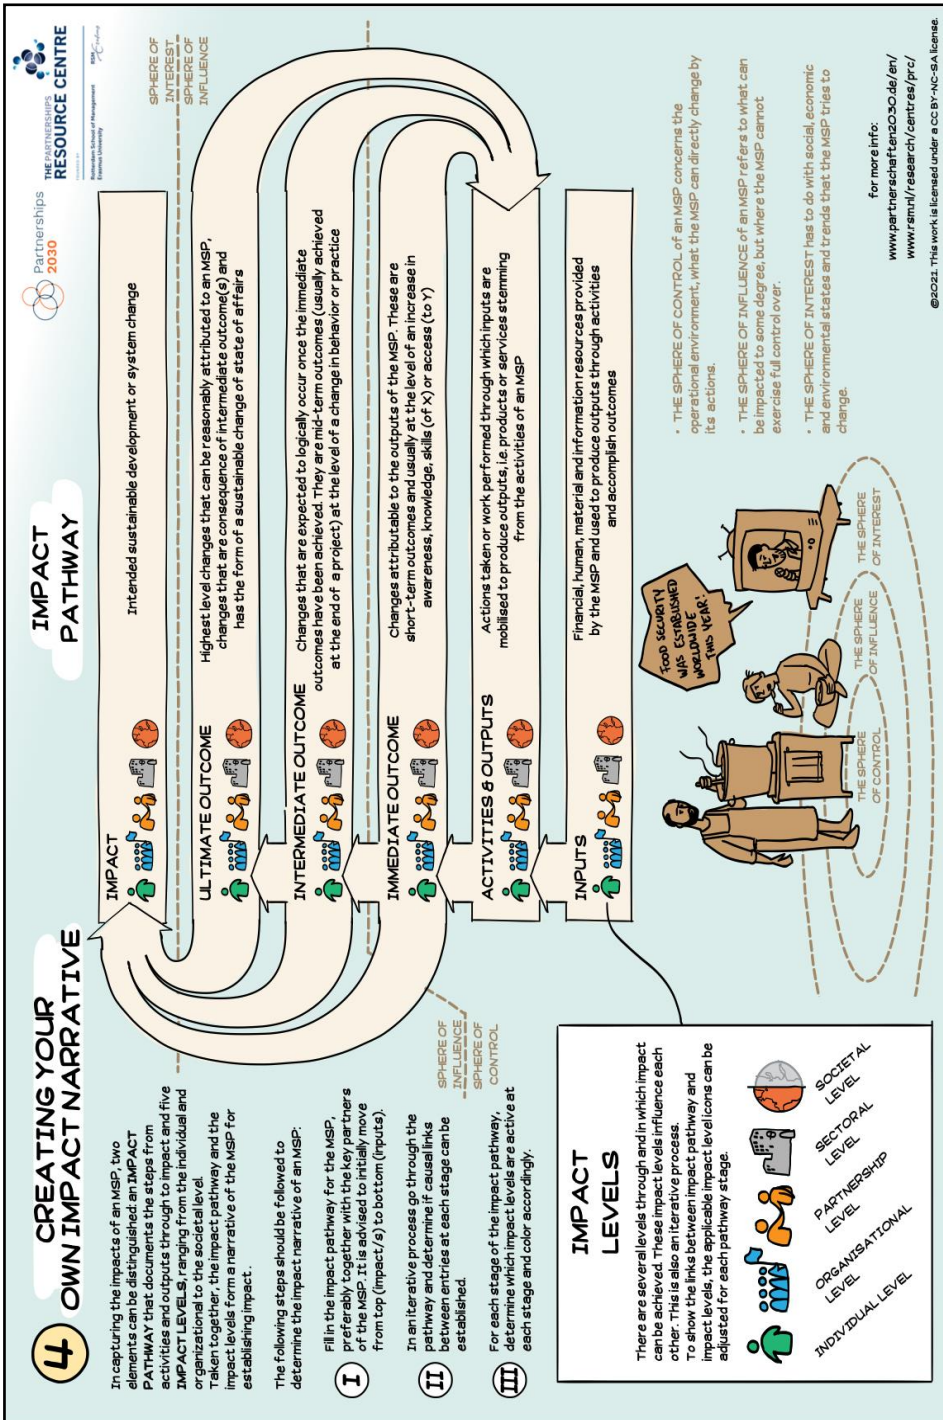 4
CREATING YOUR
OWN IMPACT NARRATIVE
In capturing the impacts of an MSP, two
elements can be distinguished: an IMPACT
PATHWAY that documents the steps from
activities and outputs through to impact and five
IMPACT LEVELS, ranging from the individual and
organizational to the societal level.
Taken together, the impact pathway and the
impact levels form a narrative of the MSP for
establishing impact.
The following steps should be followed to
determine the impact narrative of an MSP:
I
Fill in the impact pathway for the MSP,
preferably together with the key partners
of the MSP. It is advised to initially move
from top (impact/s) to bottom (inputs).
II
In an iterative process go through the
pathway and determine if causal links
between entries at each stage can be
established.
III
For each stage of the impact pathway,
determine which impact levels are active at
each stage and color accordingly.
SPHERE OF
INFLUENCE
SPHERE OF
CONTROL
IMPACT
LEVELS
There are several levels through and in which impact
can be achieved. These impact levels influence each
other. This is also an iterative process.
To show the links between impact pathway and
impact levels, the applicable impact level icons can be
adjusted for each pathway stage.
INDIVIDUAL LEVEL
ORGANISATIONAL
LEVEL
PARTNERSHIP
LEVEL
SECTORAL
LEVEL
SOCIETAL
LEVEL
IMPACT
PATHWAY
Partnerships
2030
THE PARTNERSHIPS
RESOURCE CENTRE
Rotterdam School of Management
Erasmus University
RSM
Erasmus
SPHERE OF
INTEREST
SPHERE OF
INFLUENCE
IMPACT
Intended sustainable development or system change
ULTIMATE OUTCOME
Highest level changes that can be reasonably attributed to an MSP,
changes that are consequence of intermediate outcome(s) and
has the form of a sustainable change of state of affairs
INTERMEDIATE OUTCOME
Changes that are expected to logically occur once the immediate
outcomes have been achieved. They are mid-term outcomes (usually achieved
at the end of a project) at the level of a change in behavior or practice
IMMEDIATE OUTCOME
Changes attributable to the outputs of the MSP. These are
short-term outcomes and usually at the level of an increase in
awareness, knowledge, skills (of X) or access (to Y)
ACTIVITIES & OUTPUTS
Actions taken or work performed through which inputs are
mobilised to produce outputs, i.e. products or services stemming
from the activities of an MSP
INPUTS
Financial, human, material and information resources provided
by the MSP and used to produce outputs through activities
and accomplish outcomes
FOOD SECURITY
WAS ESTABLISHED
WORLDWIDE
THIS YEAR!
THE SPHERE
OF CONTROL
THE SPHERE
OF INFLUENCE
THE SPHERE
OF INTEREST
• THE SPHERE OF CONTROL of an MSP concerns the
operational environment, what the MSP can directly change by
its actions.
• THE SPHERE OF INFLUENCE of an MSP refers to what can
be impacted to some degree, but where the MSP cannot
exercise full control over.
• THE SPHERE OF INTEREST has to do with social, economic
and environmental states and trends that the MSP tries to
change.
for more info:
www.partnerschaften2030.de/en/
www.rsm.nl/research/centres/prc/
©2021. This work is licensed under a CC BY-NC-SA license.